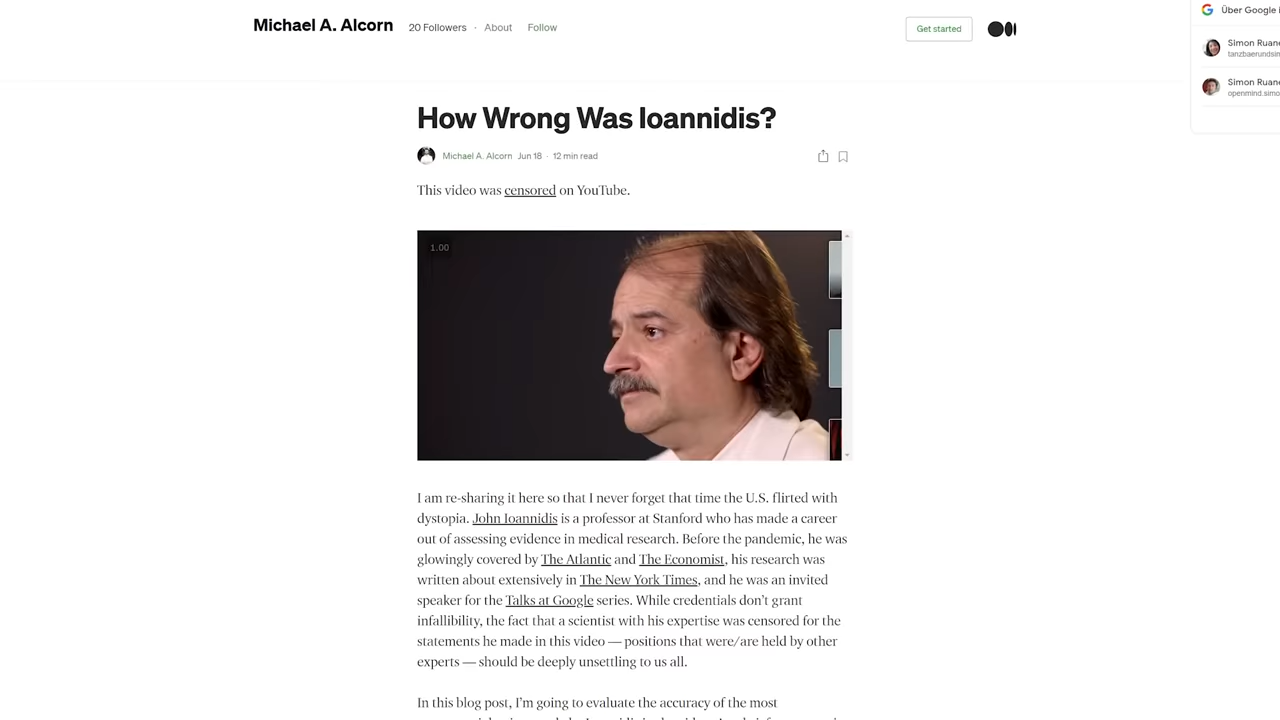 Michael A. Alcorn 20 Followers · About Follow
Get started
Über Google
Simon Ruane
Simon Ruane
How Wrong Was Ioannidis?
Michael A. Alcorn Jun 18 · 12 min read
This video was censored on YouTube.
1.00
I am re-sharing it here so that I never forget that time the U.S. flirted with
dystopia. John Ioannidis is a professor at Stanford who has made a career
out of assessing evidence in medical research. Before the pandemic, he was
glowingly covered by The Atlantic and The Economist, his research was
written about extensively in The New York Times, and he was an invited
speaker for the Talks at Google series. While credentials don't grant
infallibility, the fact that a scientist with his expertise was censored for the
statements he made in this video — positions that were/are held by other
experts — should be deeply unsettling to us all.
In this blog post, I'm going to evaluate the accuracy of the most